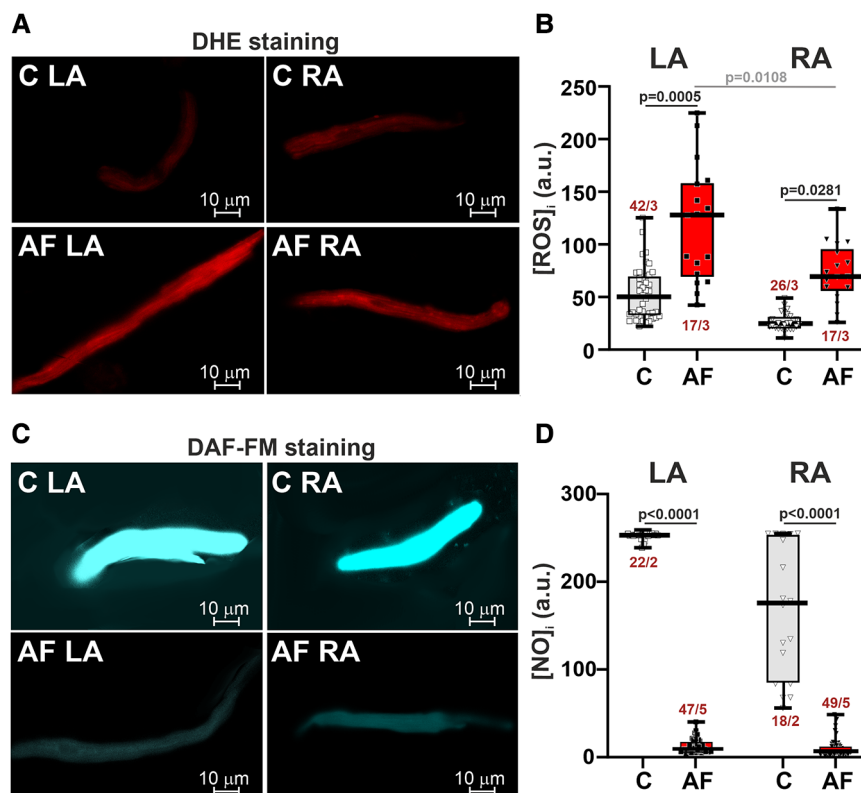 A
DHE staining
C LA
10 µm
C RA
10 µm
AF LA
10 µm
AF RA
10 µm
B
LA
RA
p=0.0108
p=0.0005
p=0.0281
[ROS]i (a.u.)
250
200
150
100
50
0
42/3
17/3
26/3
17/3
C
AF
C
AF
C
DAF-FM staining
C LA
10 µm
C RA
10 µm
AF LA
10 µm
AF RA
10 µm
D
LA
RA
p<0.0001
p<0.0001
[NO]i (a.u.)
300
200
100
0
22/2
47/5
18/2
49/5
C
AF
C
AF